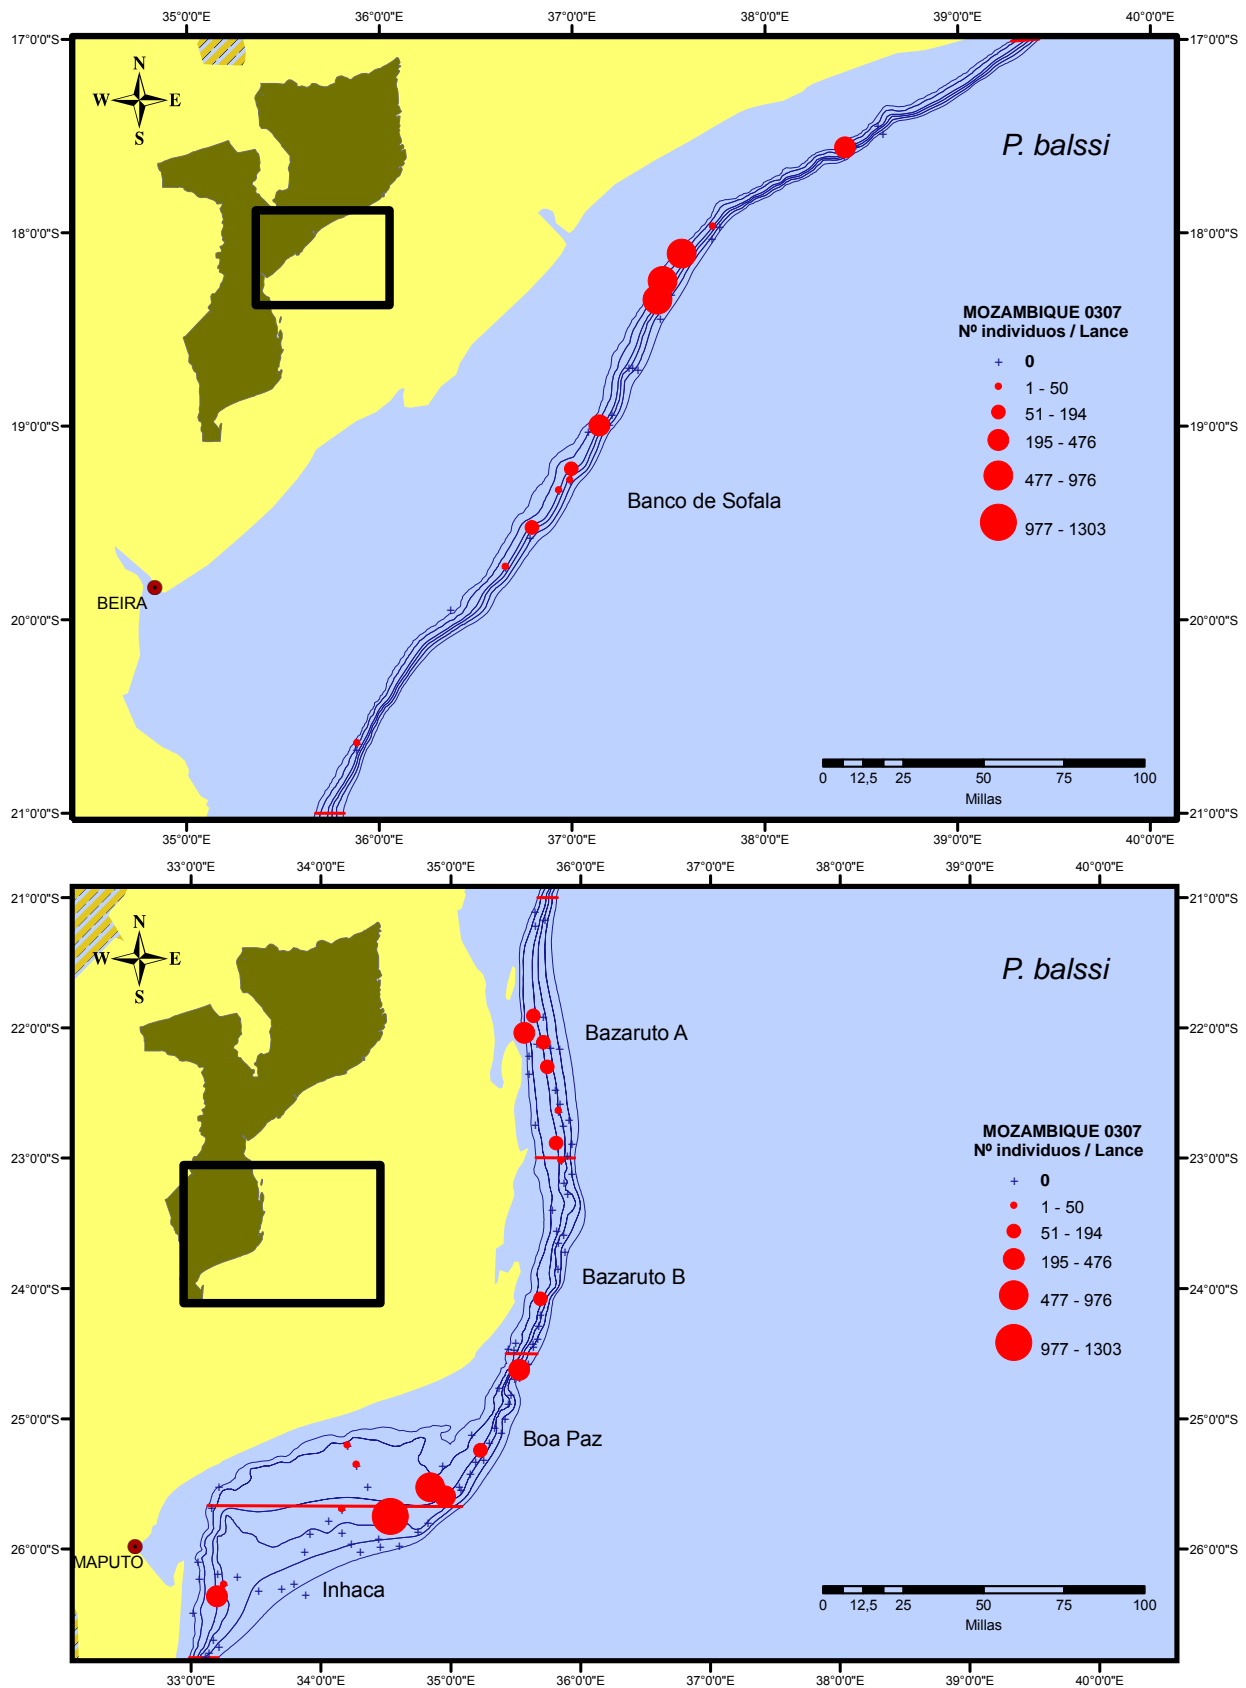 35°0'0"E 36°0'0"E 37°0'0"E 38°0'0"E 39°0'0"E 40°0'0"E
17°0'0"S 17°0'0"S
N
W E
S
P. balssi
18°0'0"S 18°0'0"S
MOZAMBIQUE 0307
Nº individuos / Lance
0
1 - 50
51 - 194
19°0'0"S 19°0'0"S
195 - 476
477 - 976
Banco de Sofala
977 - 1303
BEIRA
20°0'0"S 20°0'0"S
0 12,5 25 50 75 100
Millas
21°0'0"S 21°0'0"S
35°0'0"E 36°0'0"E 37°0'0"E 38°0'0"E 39°0'0"E 40°0'0"E
33°0'0"E 34°0'0"E 35°0'0"E 36°0'0"E 37°0'0"E 38°0'0"E 39°0'0"E 40°0'0"E
21°0'0"S 21°0'0"S
N
W E
S
P. balssi
22°0'0"S 22°0'0"S
Bazaruto A
MOZAMBIQUE 0307
Nº individuos / Lance
23°0'0"S 23°0'0"S
0
1 - 50
51 - 194
195 - 476
Bazaruto B
24°0'0"S 24°0'0"S
477 - 976
977 - 1303
25°0'0"S 25°0'0"S
Boa Paz
26°0'0"S 26°0'0"S
MAPUTO
Inhaca
0 12,5 25 50 75 100
Millas
33°0'0"E 34°0'0"E 35°0'0"E 36°0'0"E 37°0'0"E 38°0'0"E 39°0'0"E 40°0'0"E